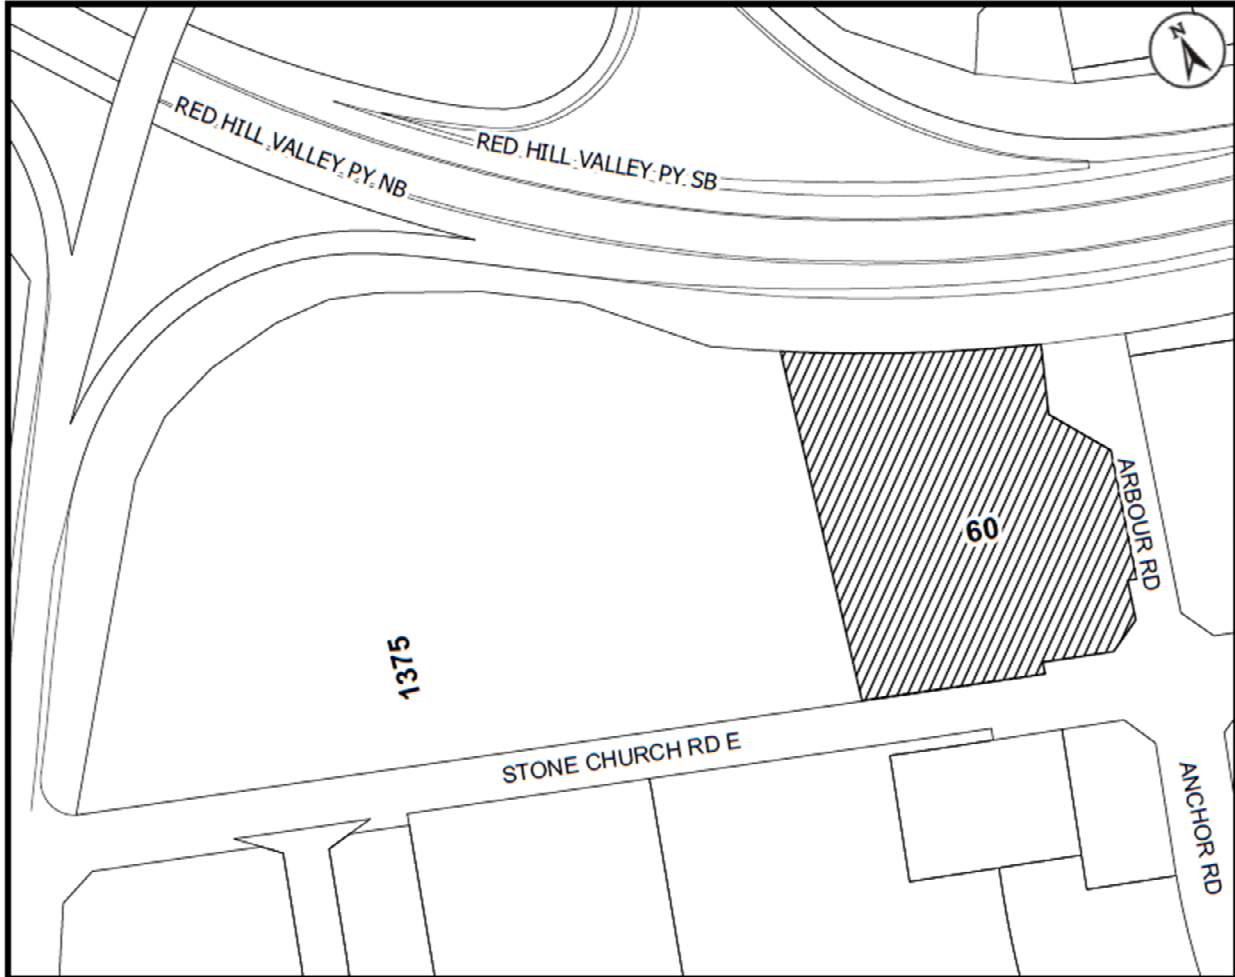 N
RED HILL VALLEY PY NB
RED HILL VALLEY PY SB
60
ARBOUR RD
1375
STONE CHURCH RD E
ANCHOR RD